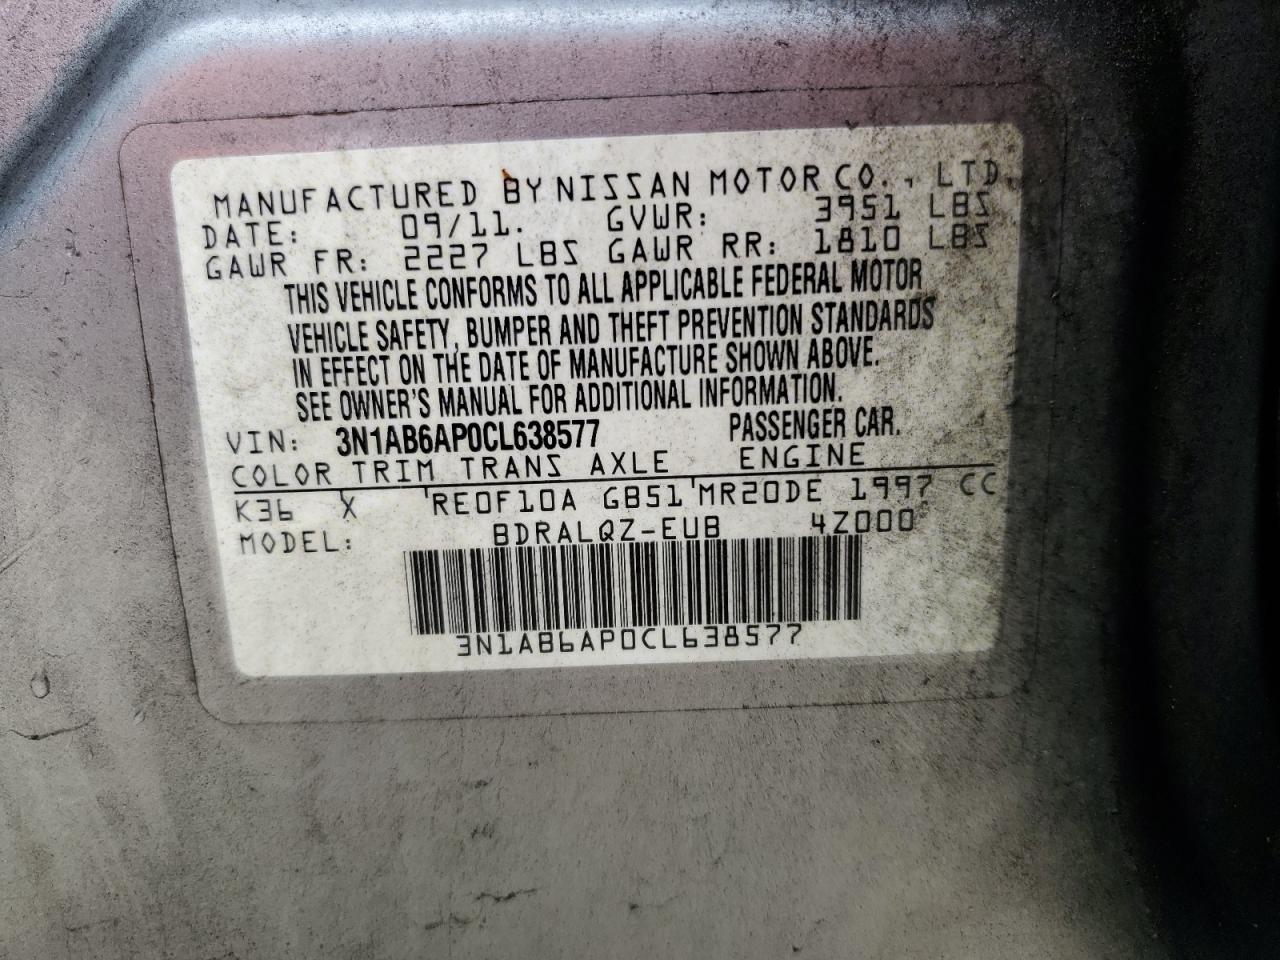 MANUFACTURED BY NISSAN MOTOR CO., LTD.
DATE: 09/11. GVWR: 3951 LBS
GAWR FR: 2227 LBS GAWR RR: 1810 LBS
THIS VEHICLE CONFORMS TO ALL APPLICABLE FEDERAL MOTOR
VEHICLE SAFETY, BUMPER AND THEFT PREVENTION STANDARDS
IN EFFECT ON THE DATE OF MANUFACTURE SHOWN ABOVE.
SEE OWNER'S MANUAL FOR ADDITIONAL INFORMATION.
VIN: 3N1AB6AP0CL638577 PASSENGER CAR.
COLOR TRIM TRANS AXLE ENGINE
K36 X RE0F10A GB51 MR20DE 1997 CC
MODEL: BDRALQZ-EUB 4Z000
3N1AB6AP0CL638577